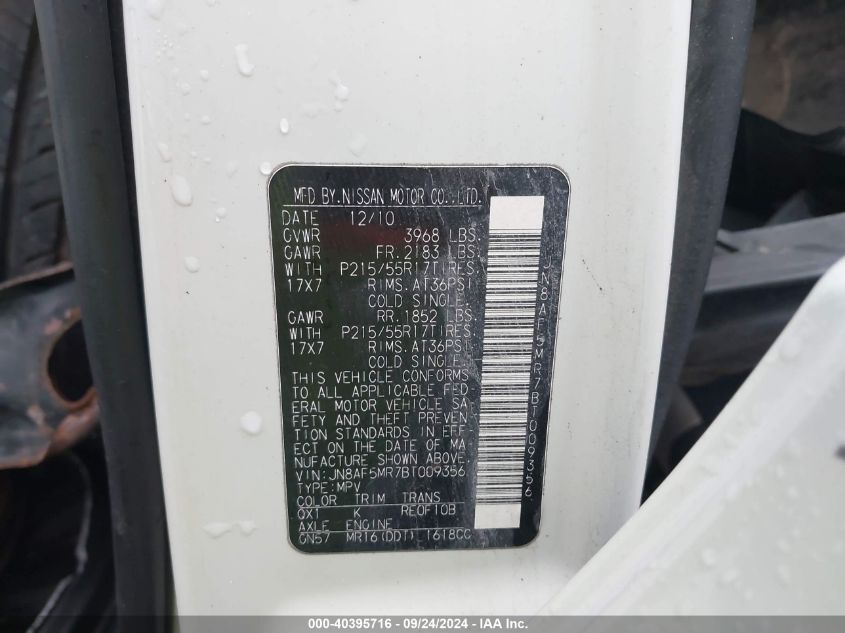 MFD BY.NISSAN MOTOR CO.,LTD.
DATE 12/10
GVWR 3968 LBS.
GAWR FR.2183 LBS.
WITH P215/55R17TIRES.
17X7 RIMS.AT36PSI
COLD SINGLE.
GAWR RR.1852 LBS.
WITH P215/55R17TIRES.
17X7 RIMS.AT36PSI
COLD SINGLE.
THIS VEHICLE CONFORMS
TO ALL APPLICABLE FED
ERAL MOTOR VEHICLE SA
FETY AND THEFT PREVEN
TION STANDARDS IN EFF
ECT ON THE DATE OF MA
NUFACTURE SHOWN ABOVE.
VIN:JN8AF5MR7BT009356
TYPE:MPV
COLOR TRIM TRANS
QX1 K RE0F10B
AXLE ENGINE
GN57 MR16(DDT) 1618CC
JN8AF5MR7BT009356
000-40395716 - 09/24/2024 - IAA Inc.